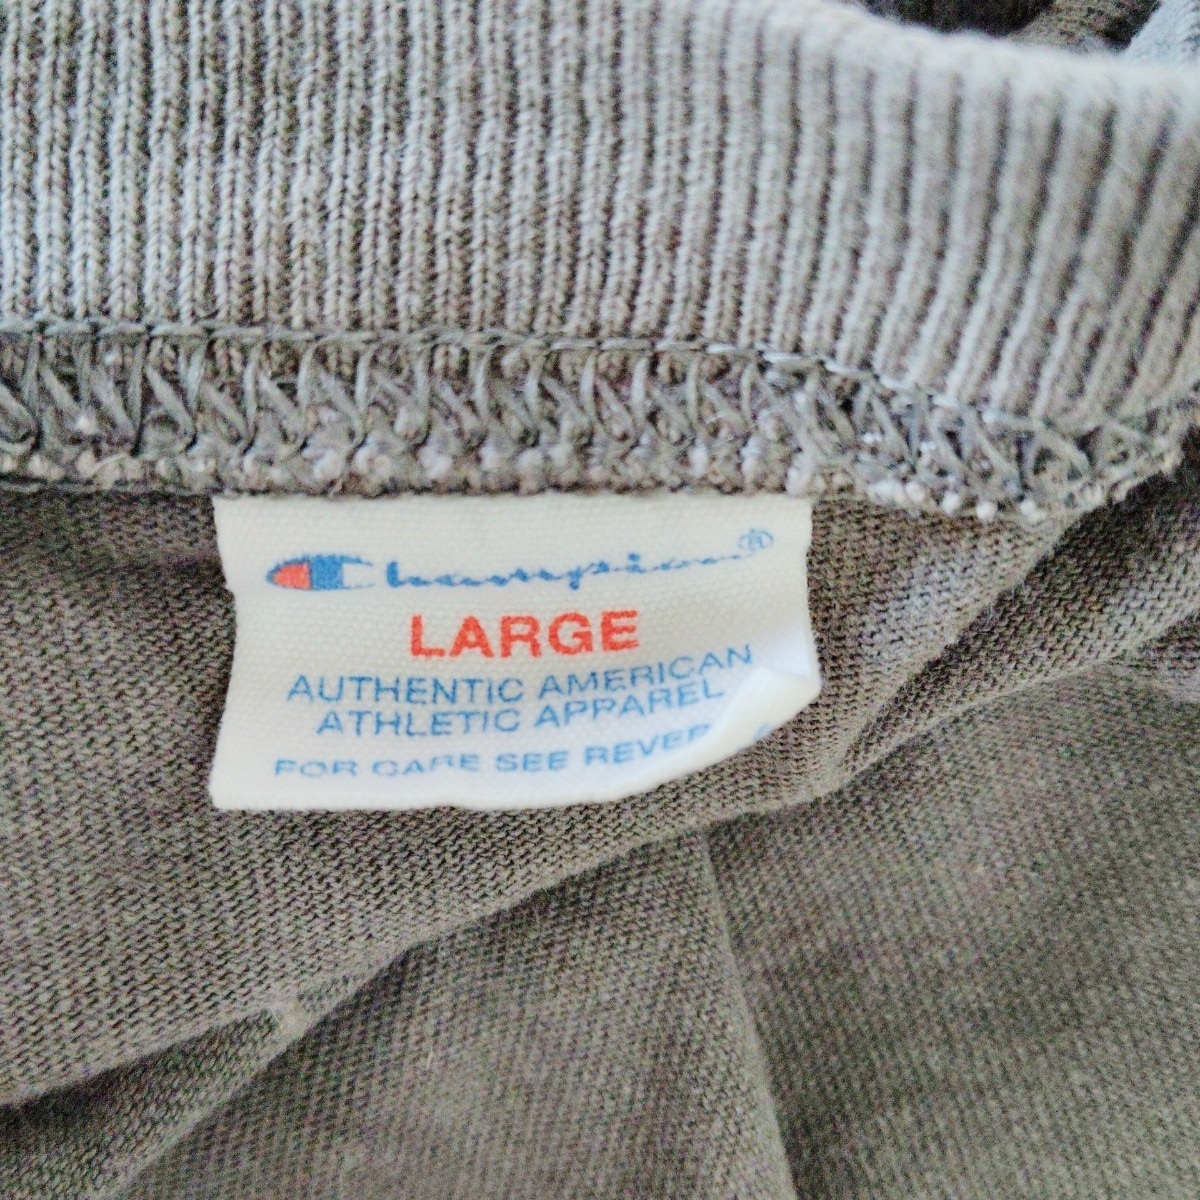 Champion®
LARGE
AUTHENTIC AMERICAN
ATHLETIC APPAREL
FOR CARE SEE REVER